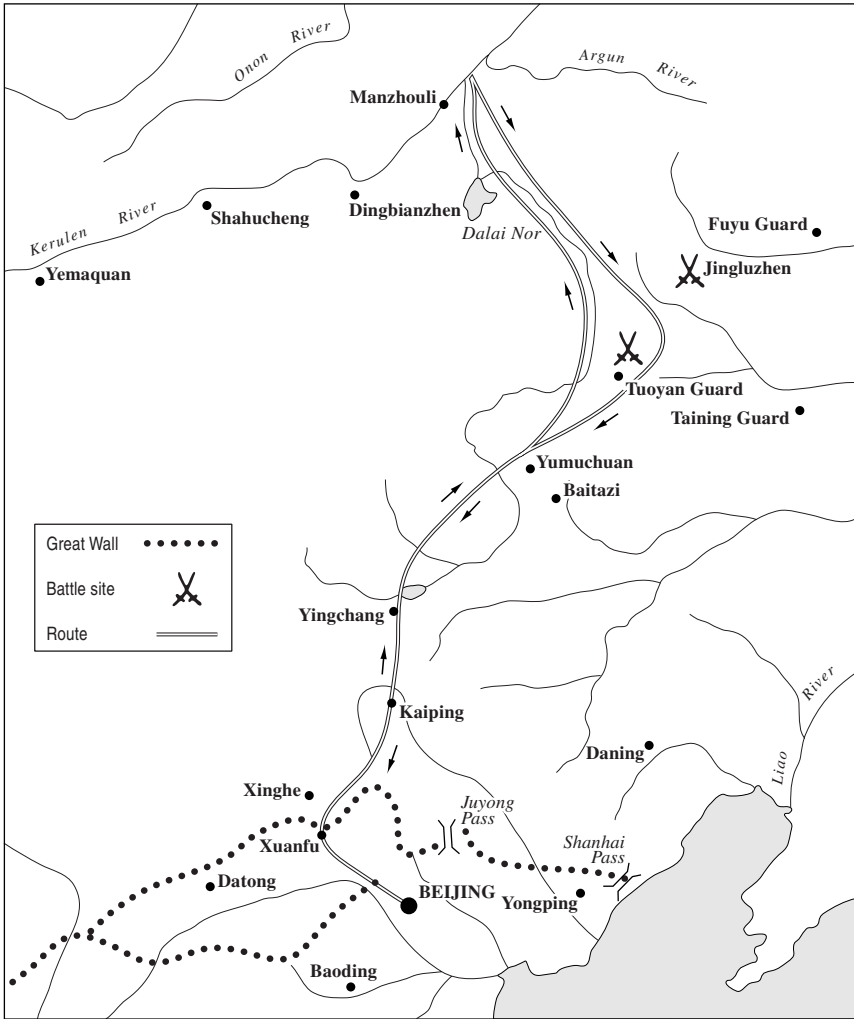 Onon River
Argun River
Manzhouli
Kerulen River
Shahucheng
Dingbianzhen
Dalai Nor
Fuyu Guard
Jingluzhen
Yemaquan
Tuoyan Guard
Taining Guard
Yumuchuan
Baitazi
Great Wall
Battle site
Route
Yingchang
Kaiping
Liao River
Daning
Xinghe
Juyong
Pass
Xuanfu
Shanhai
Pass
Datong
BEIJING
Yongping
Baoding